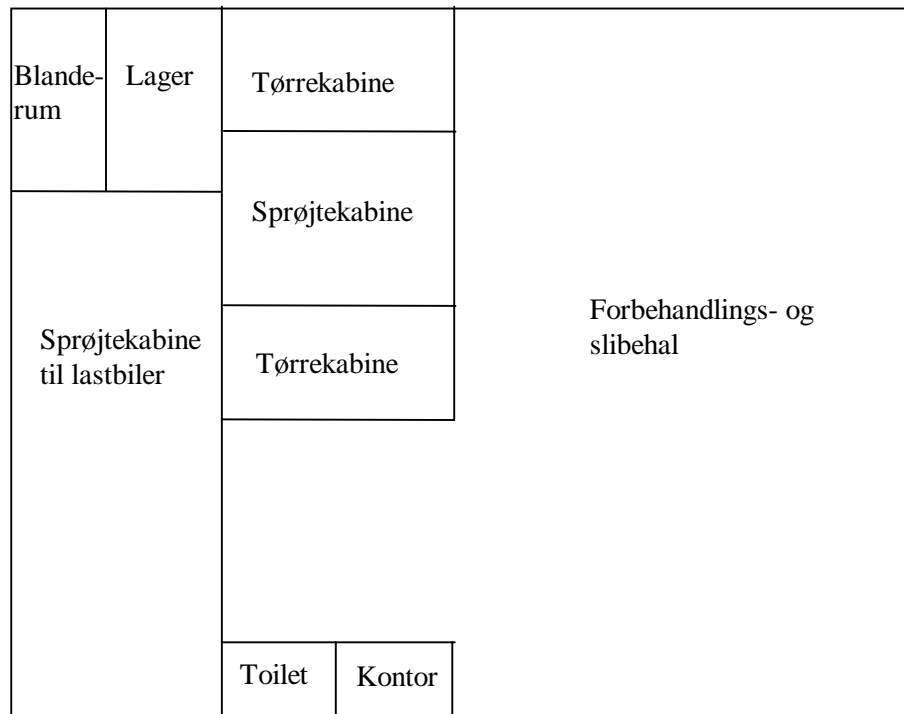 Blande-
rum
Lager
Tørrekabine
Sprøjtekabine
Forbehandlings- og
slibehal
Sprøjtekabine
til lastbiler
Tørrekabine
Toilet
Kontor